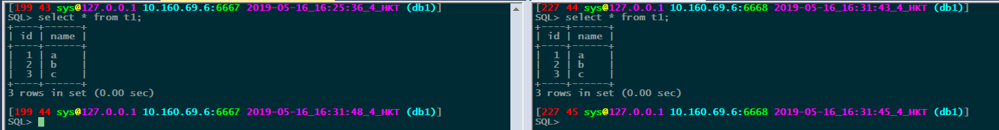 [199 43 sys@127.0.0.1 10.160.69.6:6667 2019-05-16_16:25:36_4_HKT (db1)]
SQL> select * from t1;
+----+------+
| id | name |
+----+------+
|  1 | a    |
|  2 | b    |
|  3 | c    |
+----+------+
3 rows in set (0.00 sec)
[199 44 sys@127.0.0.1 10.160.69.6:6667 2019-05-16_16:31:48_4_HKT (db1)]
SQL>
[227 44 sys@127.0.0.1 10.160.69.6:6668 2019-05-16_16:31:43_4_HKT (db1)]
SQL> select * from t1;
+----+------+
| id | name |
+----+------+
|  1 | a    |
|  2 | b    |
|  3 | c    |
+----+------+
3 rows in set (0.00 sec)
[227 45 sys@127.0.0.1 10.160.69.6:6668 2019-05-16_16:31:45_4_HKT (db1)]
SQL>